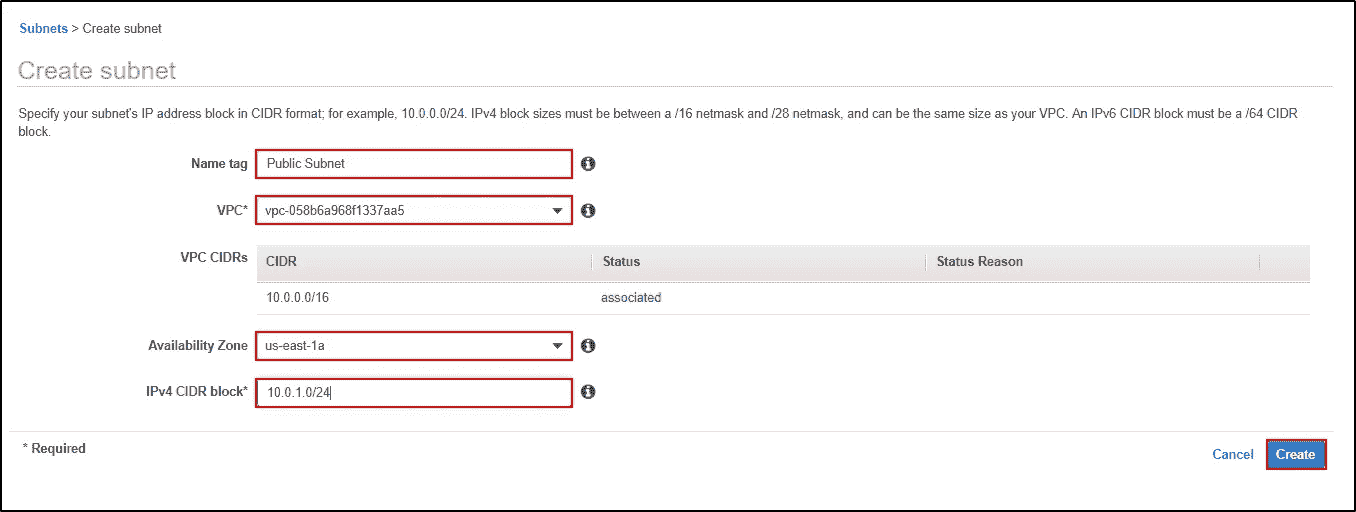 Subnets > Create subnet
Create subnet
Specify your subnet's IP address block in CIDR format; for example, 10.0.0.0/24. IPv4 block sizes must be between a /16 netmask and /28 netmask, and can be the same size as your VPC. An IPv6 CIDR block must be a /64 CIDR
block.
Name tag Public Subnet
VPC* vpc-058b6a968f1337aa5
VPC CIDRs CIDR Status Status Reason
10.0.0.0/16 associated
Availability Zone us-east-1a
IPv4 CIDR block* 10.0.1.0/24
* Required
Cancel Create